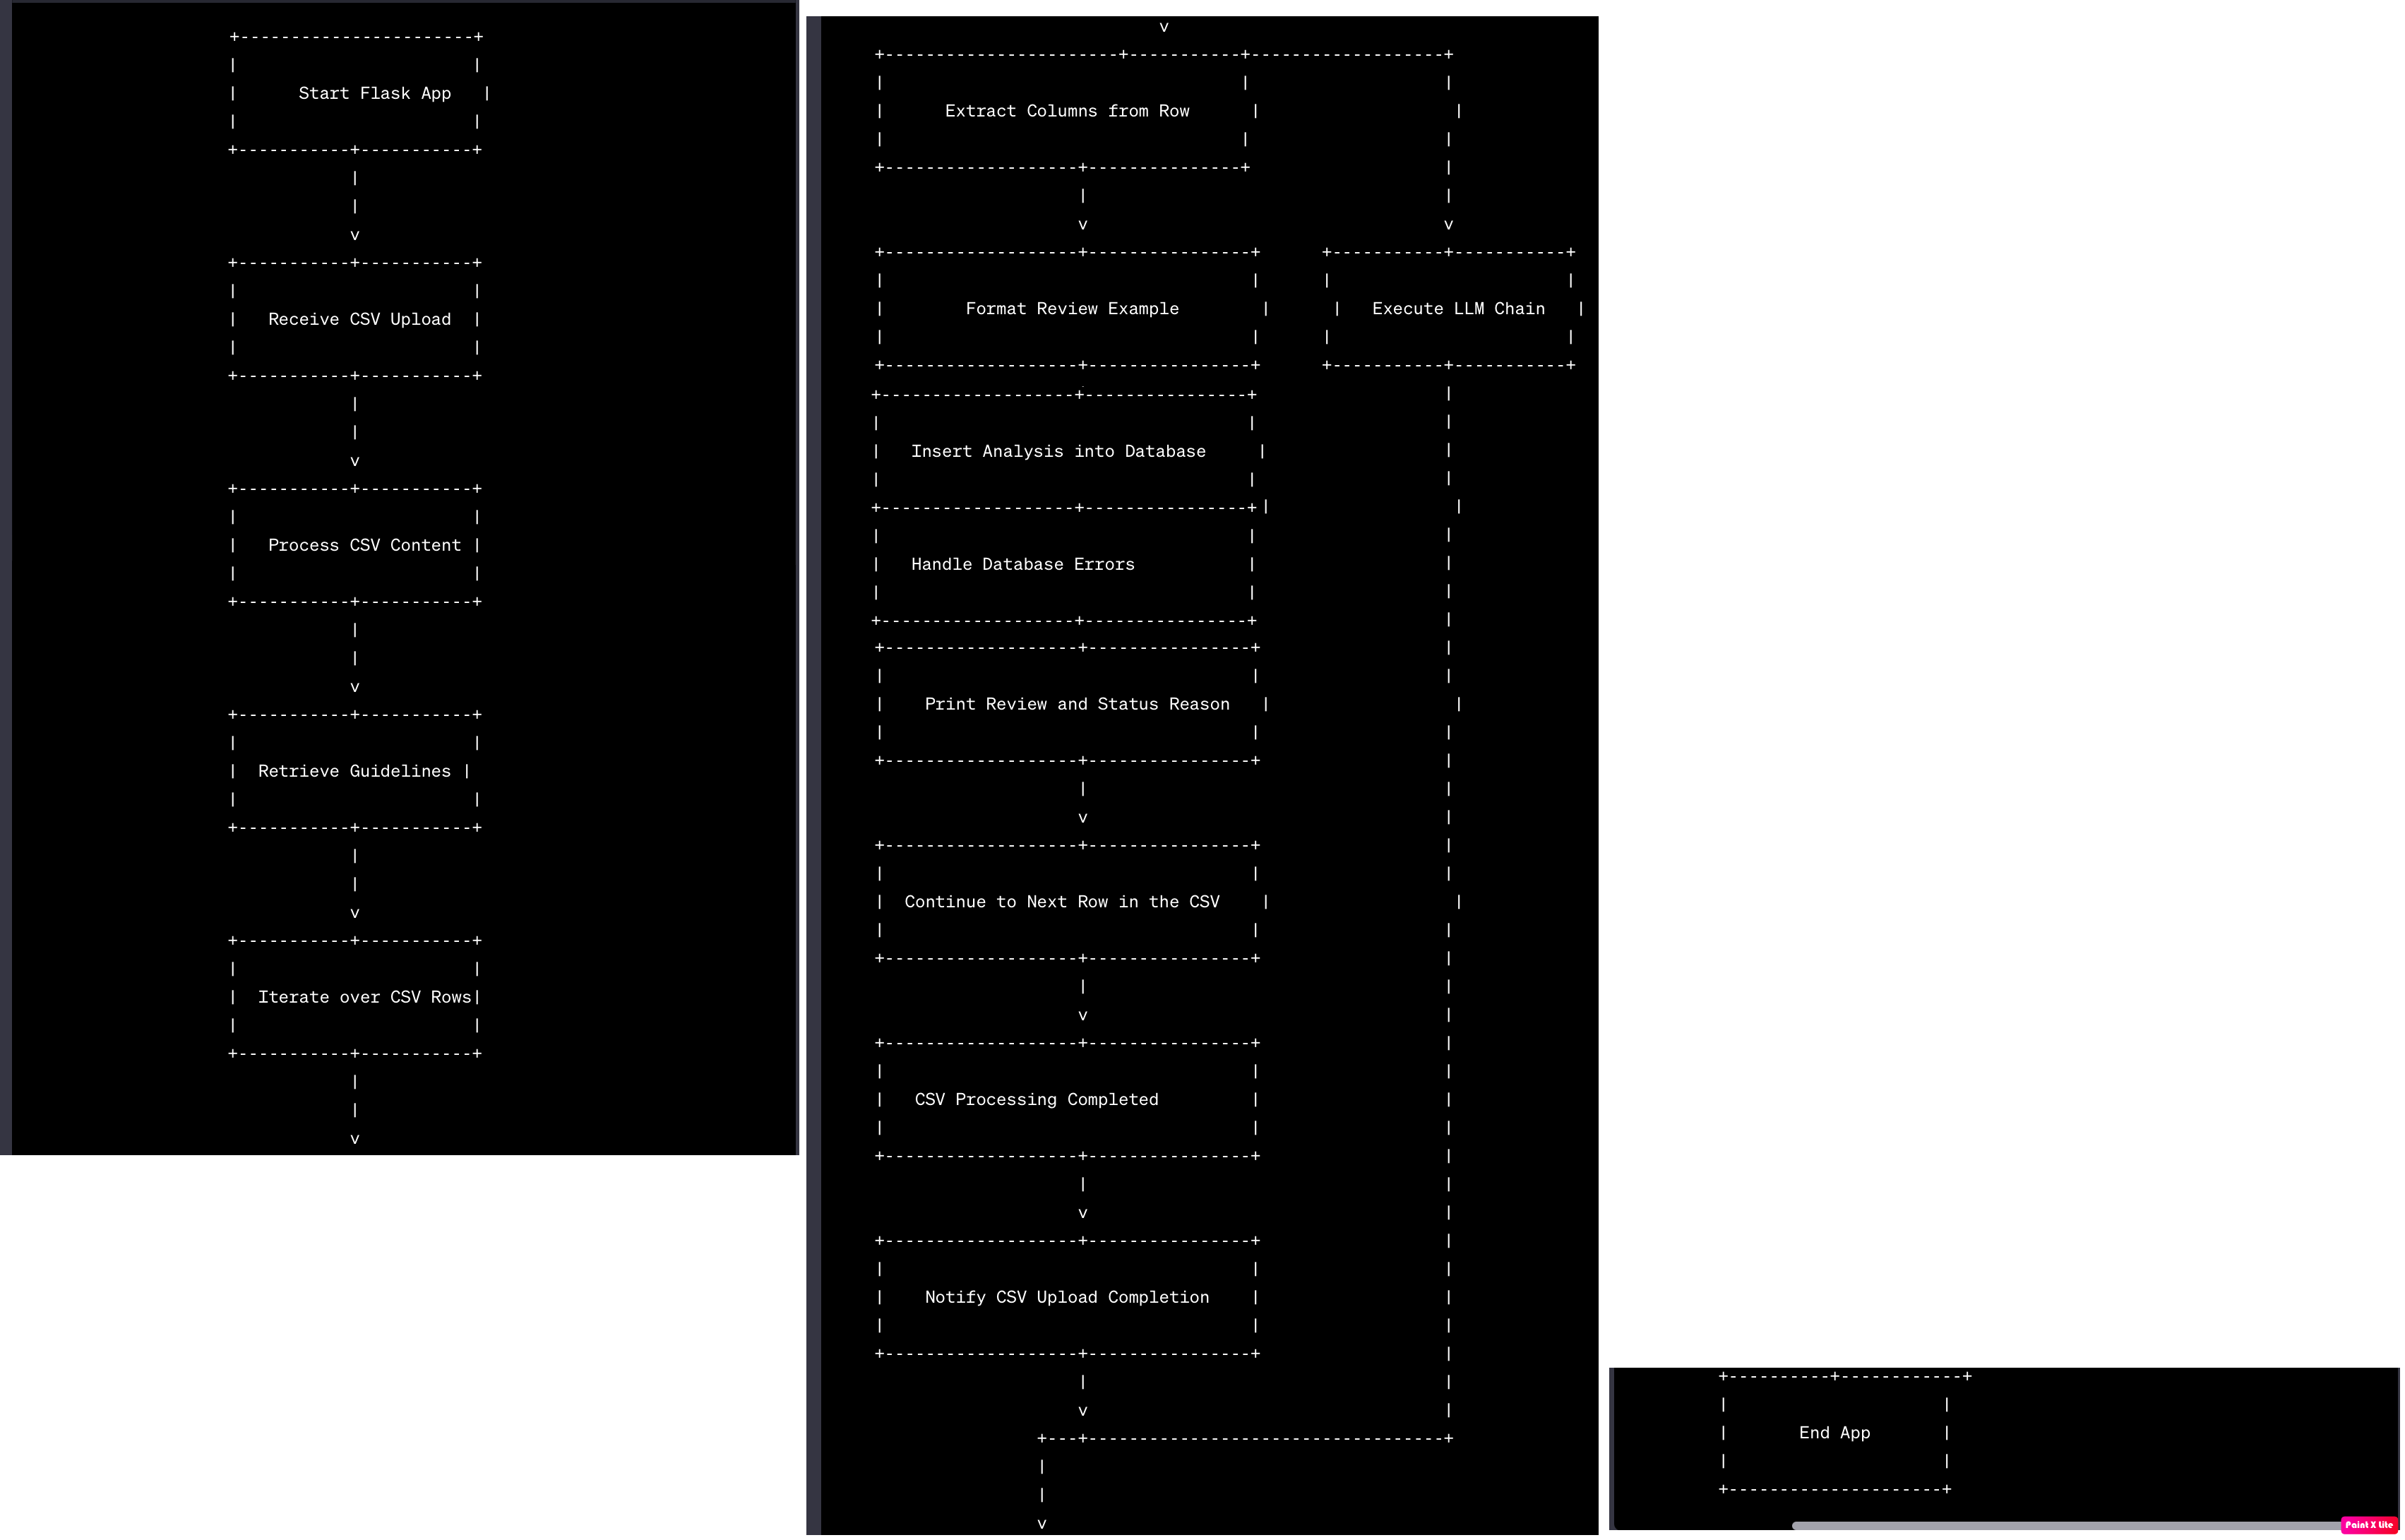 Start Flask App
Receive CSV Upload
Process CSV Content
Retrieve Guidelines
Iterate over CSV Rows
v
Extract Columns from Row
Format Review Example
Execute LLM Chain
Insert Analysis into Database
Handle Database Errors
Print Review and Status Reason
Continue to Next Row in the CSV
CSV Processing Completed
Notify CSV Upload Completion
End App
Paint X Lite